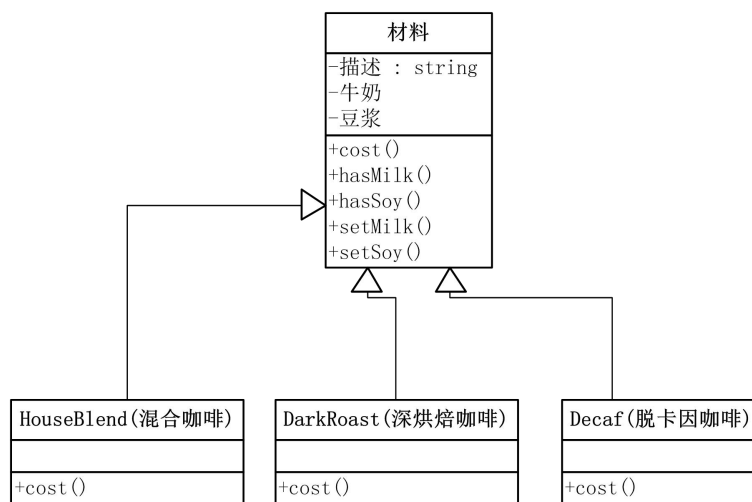 材料
-描述 : string
-牛奶
-豆浆
+cost()
+hasMilk()
+hasSoy()
+setMilk()
+setSoy()
HouseBlend(混合咖啡)
+cost()
DarkRoast(深烘焙咖啡)
+cost()
Decaf(脱卡因咖啡)
+cost()